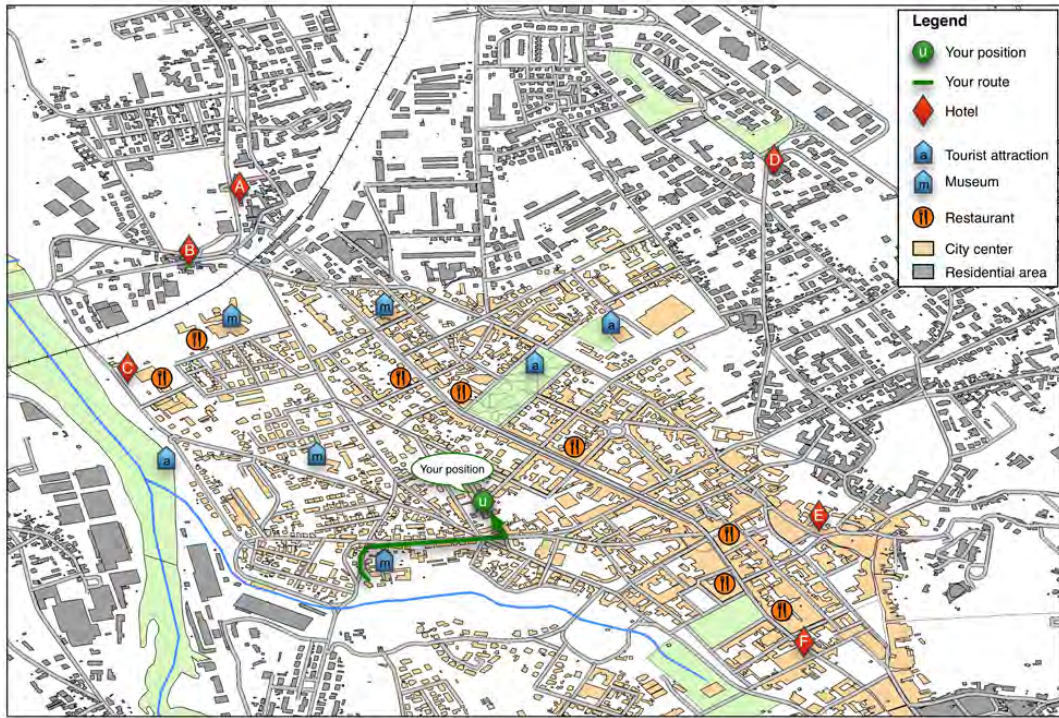 Legend
u
Your position
Your route
Hotel
a
Tourist attraction
m
Museum
Restaurant
City center
Residential area
A
D
B
m
m
a
a
C
a
m
Your position
u
E
m
F